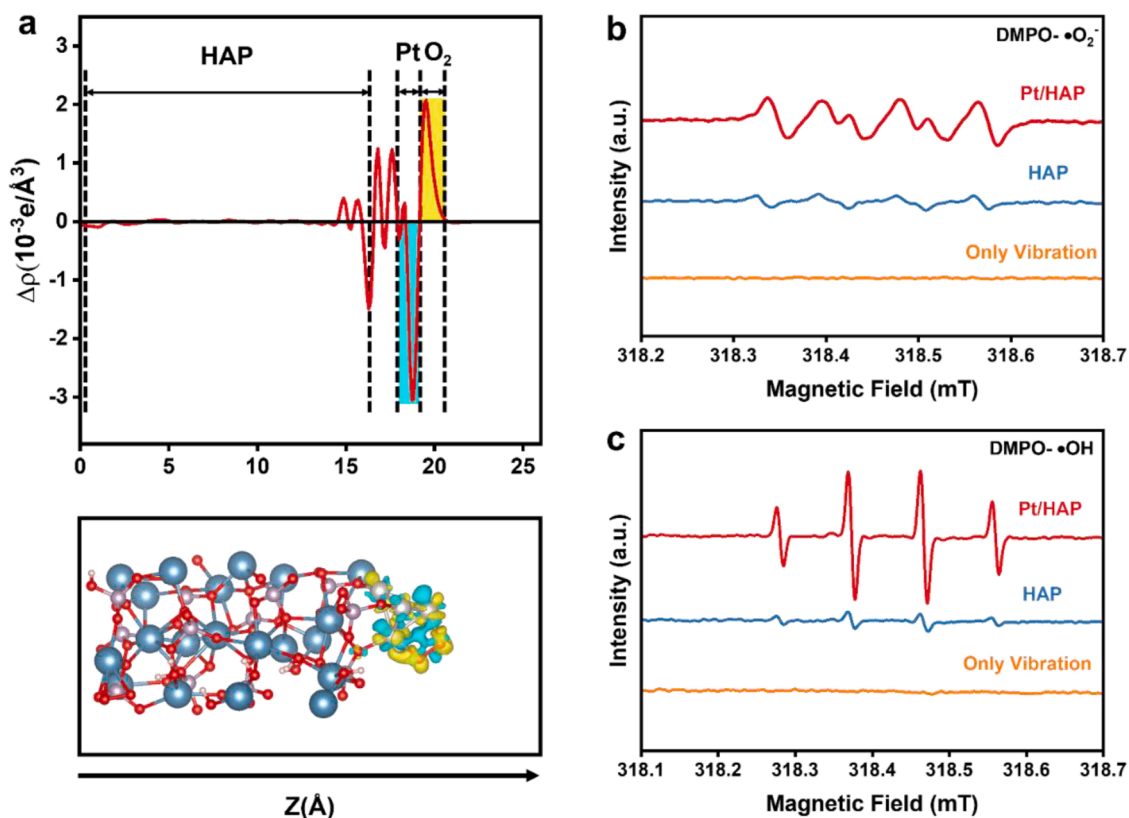 a
HAP
Pt O₂
3
2
1
0
-1
-2
-3
Δρ(10⁻³e/Å³)
0 5 10 15 20 25
Z(Å)
b
DMPO- •O₂⁻
Pt/HAP
HAP
Only Vibration
Intensity (a.u.)
318.2 318.3 318.4 318.5 318.6 318.7
Magnetic Field (mT)
c
DMPO- •OH
Pt/HAP
HAP
Only Vibration
Intensity (a.u.)
318.1 318.2 318.3 318.4 318.5 318.6 318.7
Magnetic Field (mT)